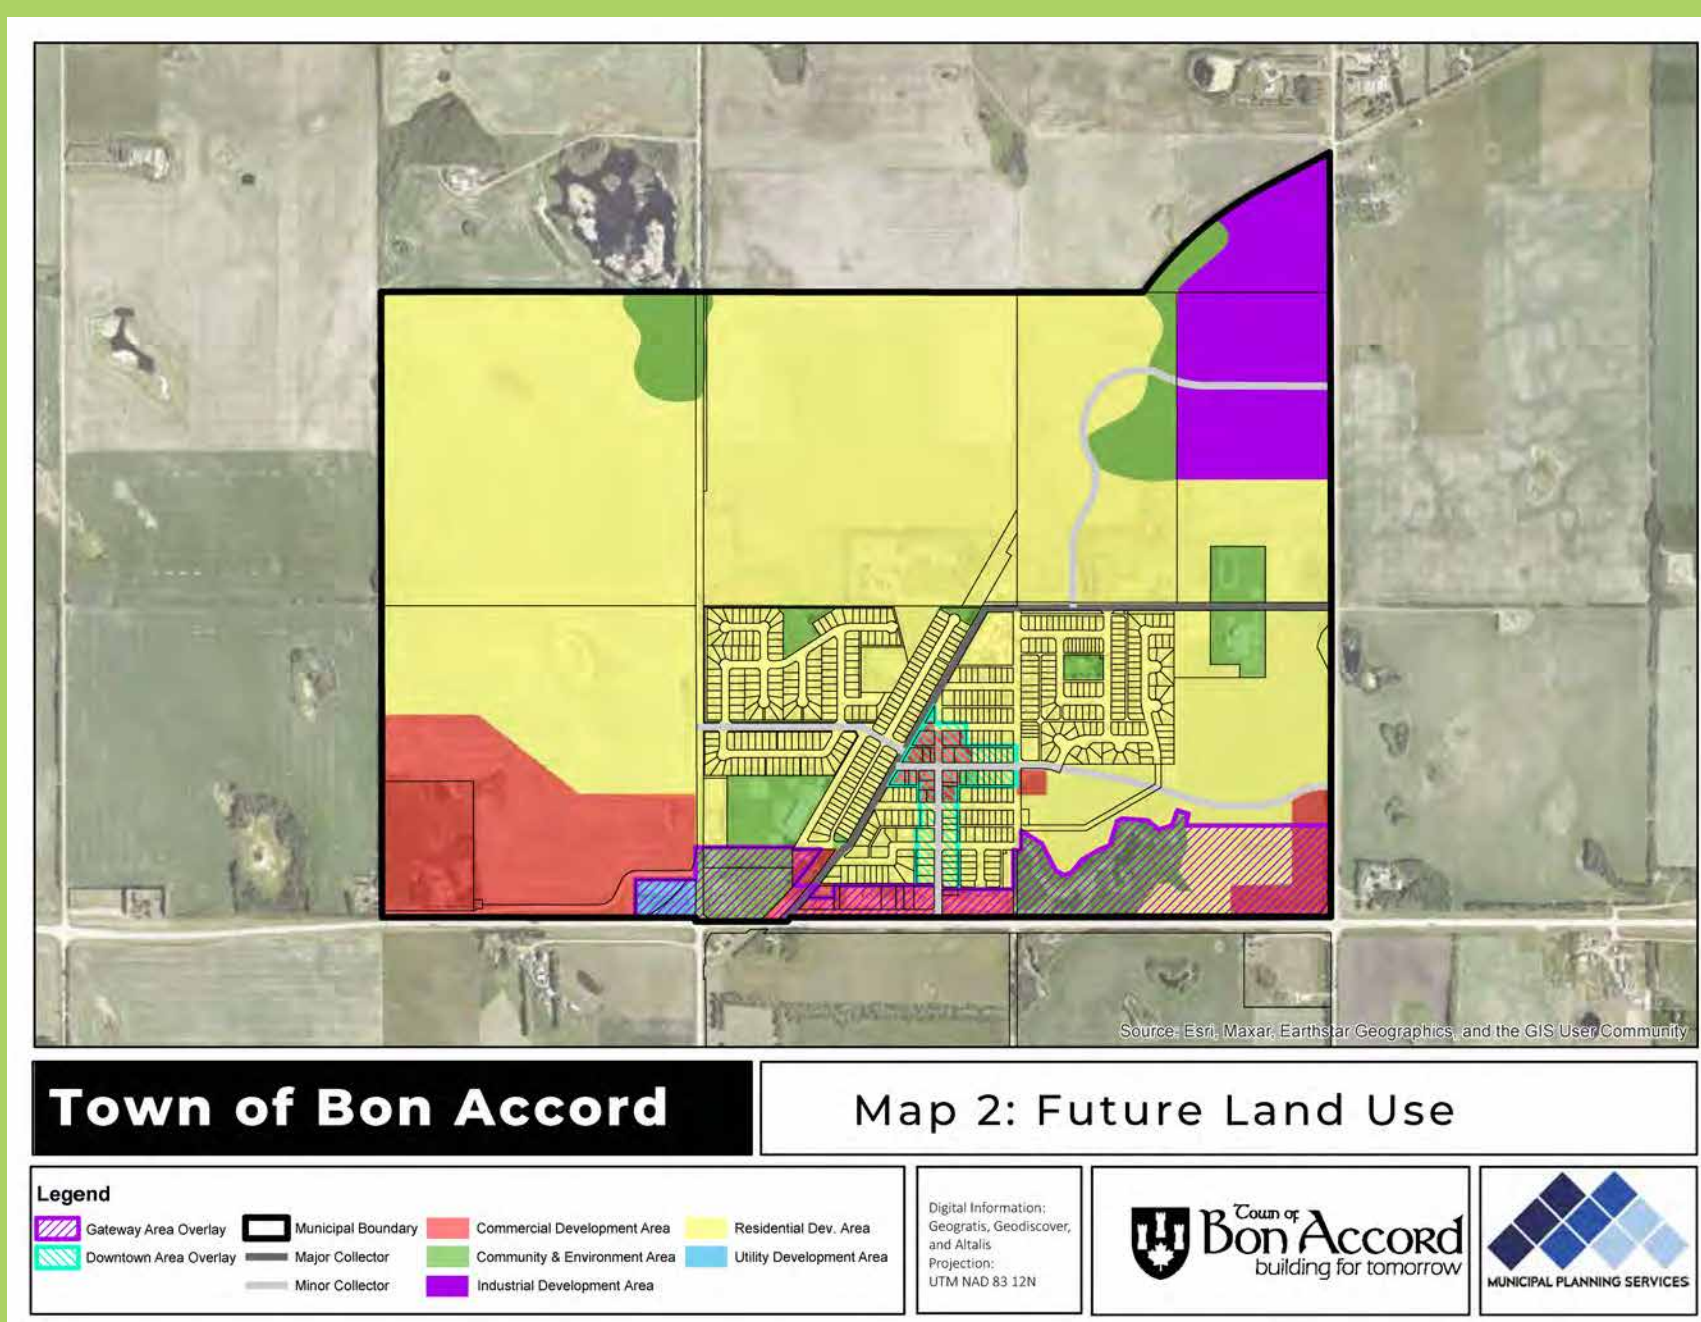 Source: Esri, Maxar, Earthstar Geographics, and the GIS User Community
Town of Bon Accord
Map 2: Future Land Use
Legend
Gateway Area Overlay
Downtown Area Overlay
Municipal Boundary
Major Collector
Minor Collector
Commercial Development Area
Community & Environment Area
Industrial Development Area
Residential Dev. Area
Utility Development Area
Digital Information:
Geogratis, Geodiscover,
and Altalis
Projection:
UTM NAD 83 12N
Town of
Bon Accord
building for tomorrow
MUNICIPAL PLANNING SERVICES